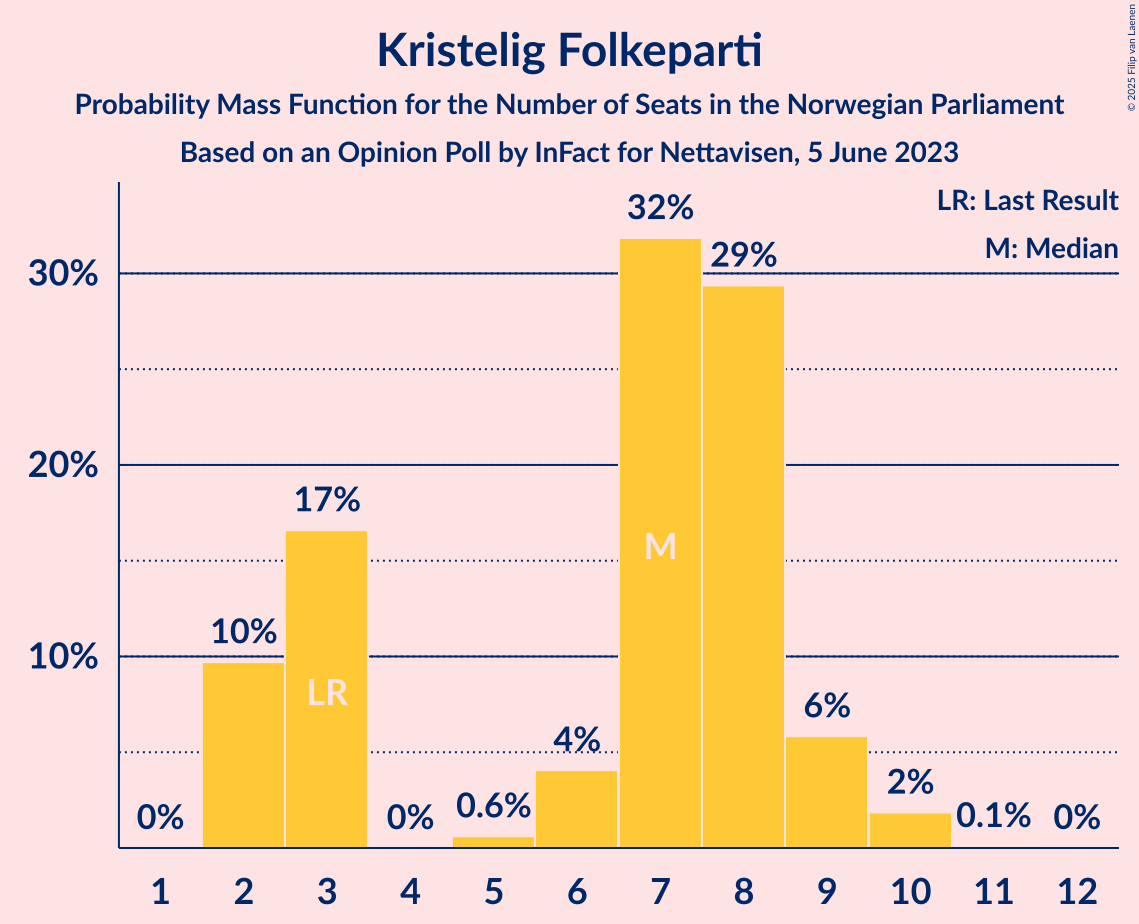 Kristelig Folkeparti
Probability Mass Function for the Number of Seats in the Norwegian Parliament
Based on an Opinion Poll by InFact for Nettavisen, 5 June 2023
© 2025 Filip van Laenen
LR: Last Result
M: Median
32%
29%
30%
20%
17%
M
10%
10%
LR
6%
4%
2%
0%
0%
0.6%
0.1%
0%
1 2 3 4 5 6 7 8 9 10 11 12